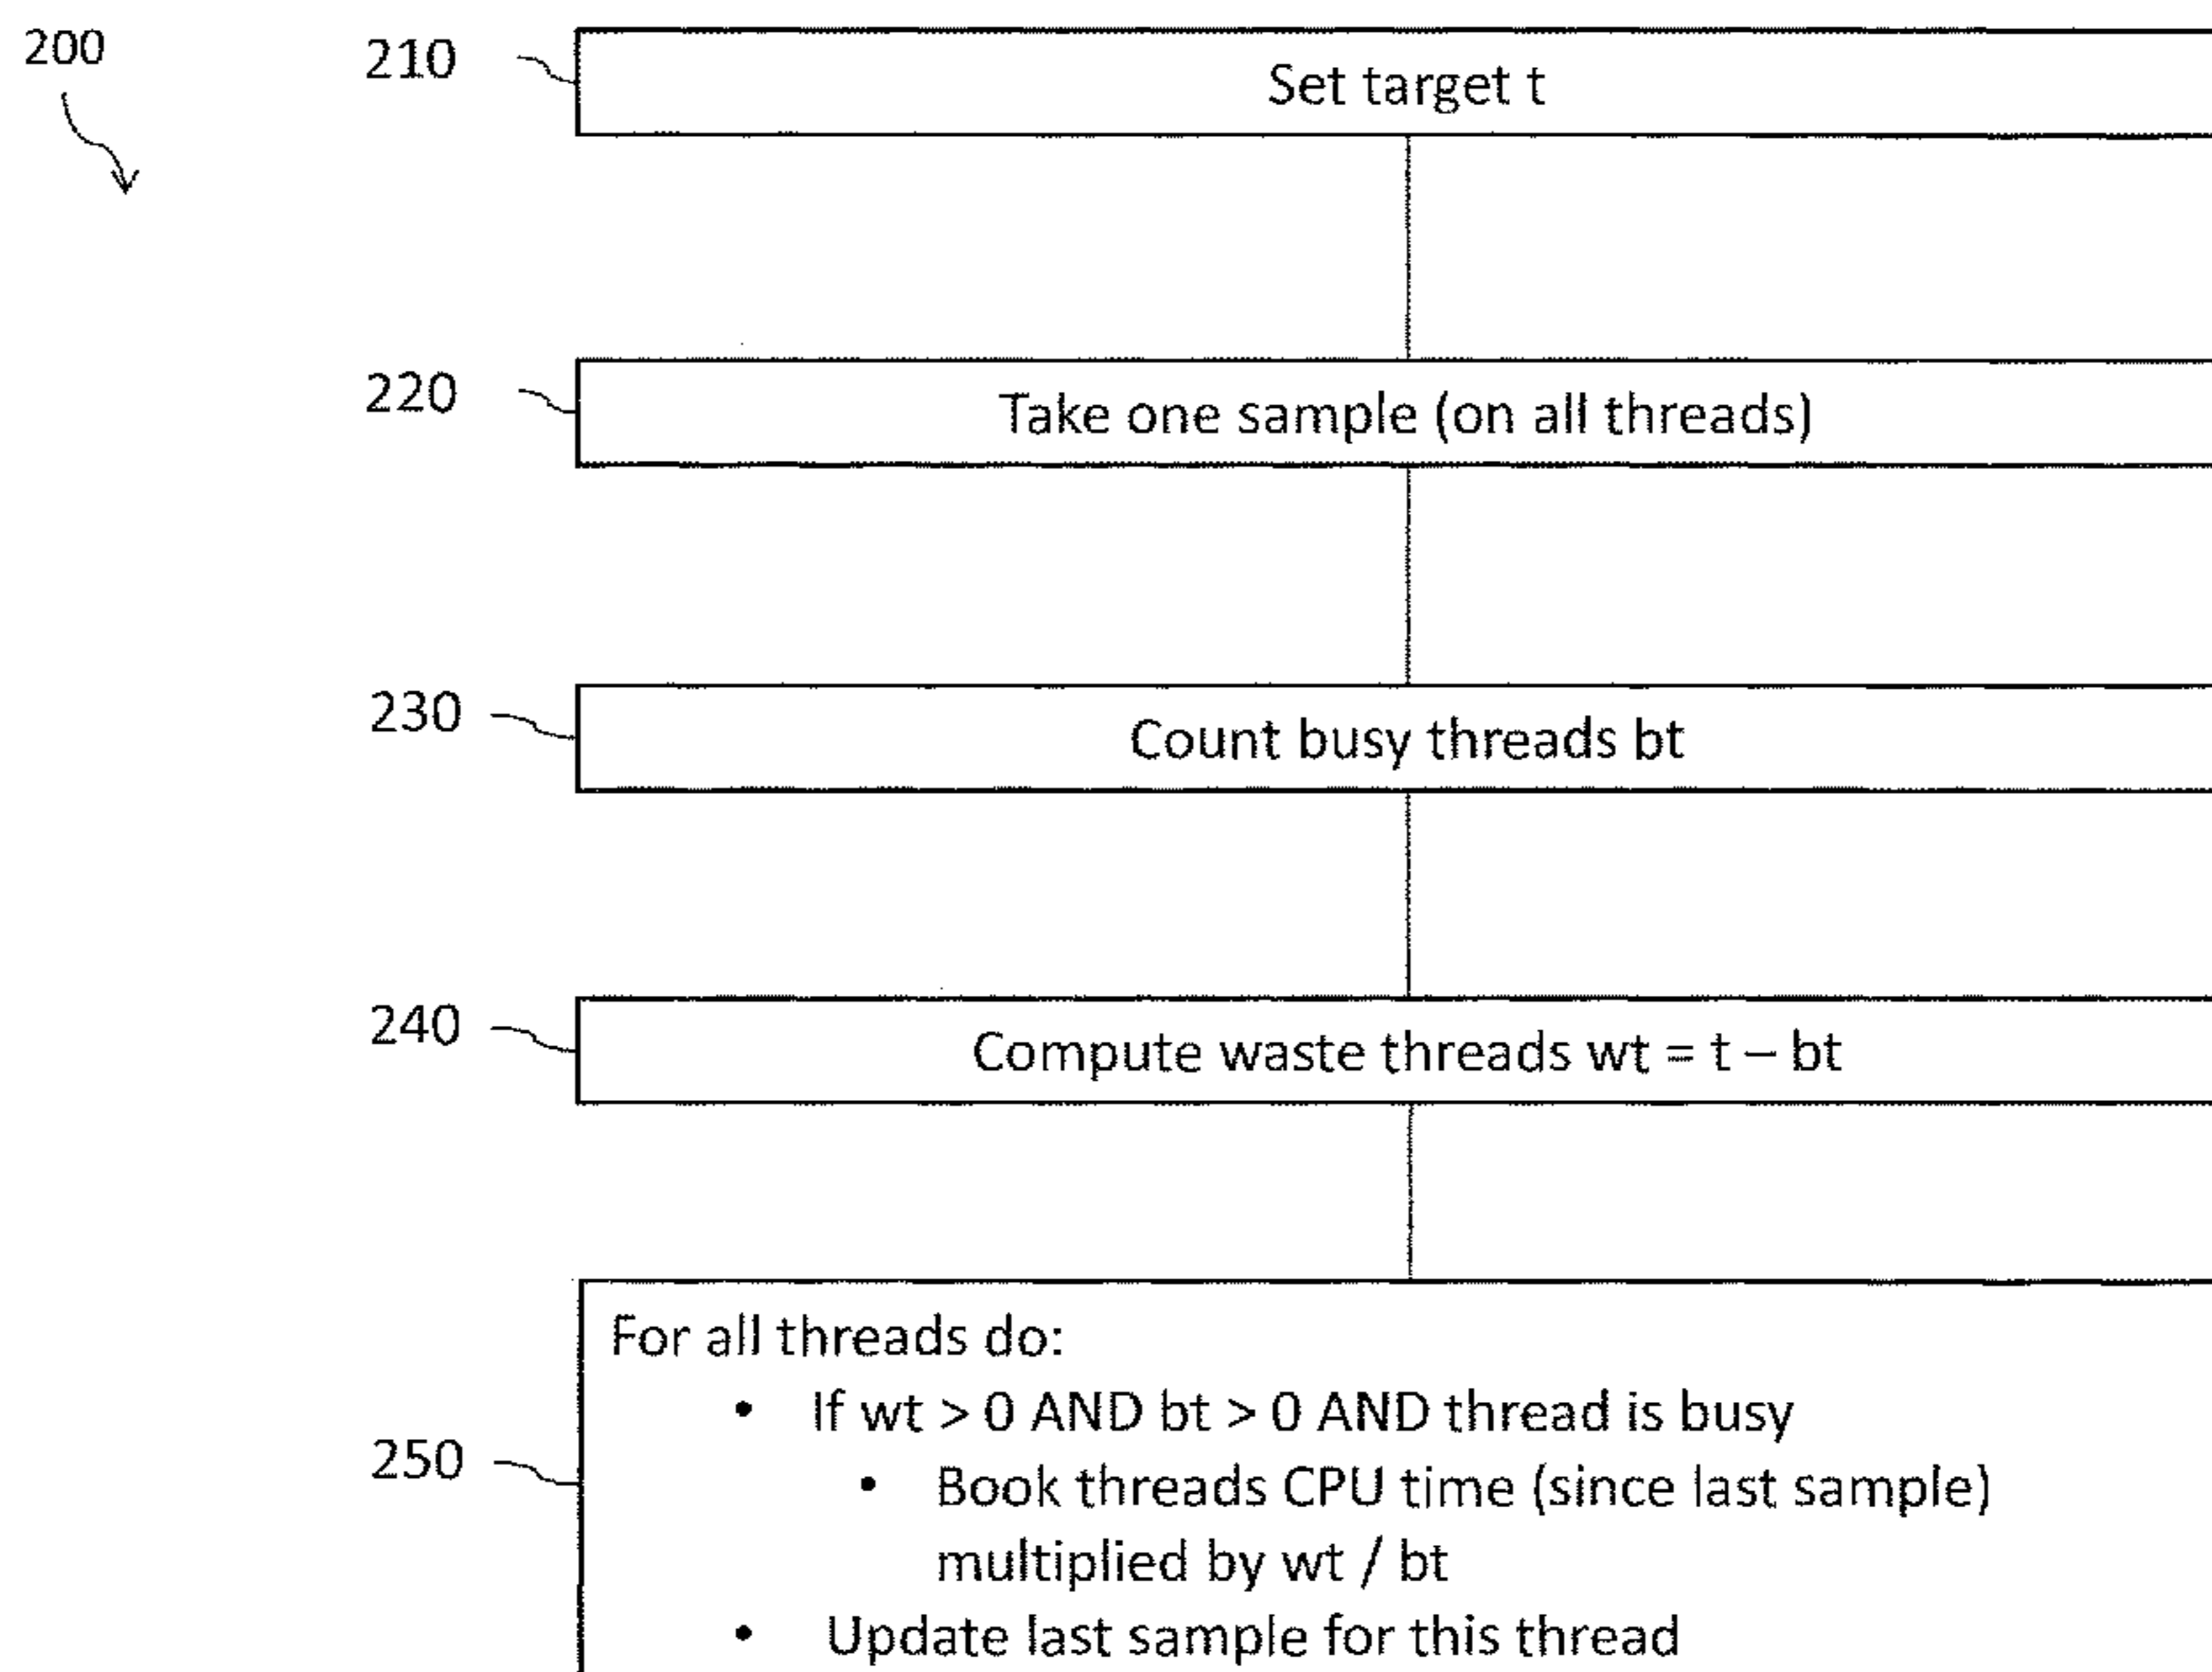 200
210
Set target t
220
Take one sample (on all threads)
230
Count busy threads bt
240
Compute waste threads wt = t – bt
250
For all threads do:
• If wt > 0 AND bt > 0 AND thread is busy
• Book threads CPU time (since last sample)
multiplied by wt / bt
• Update last sample for this thread